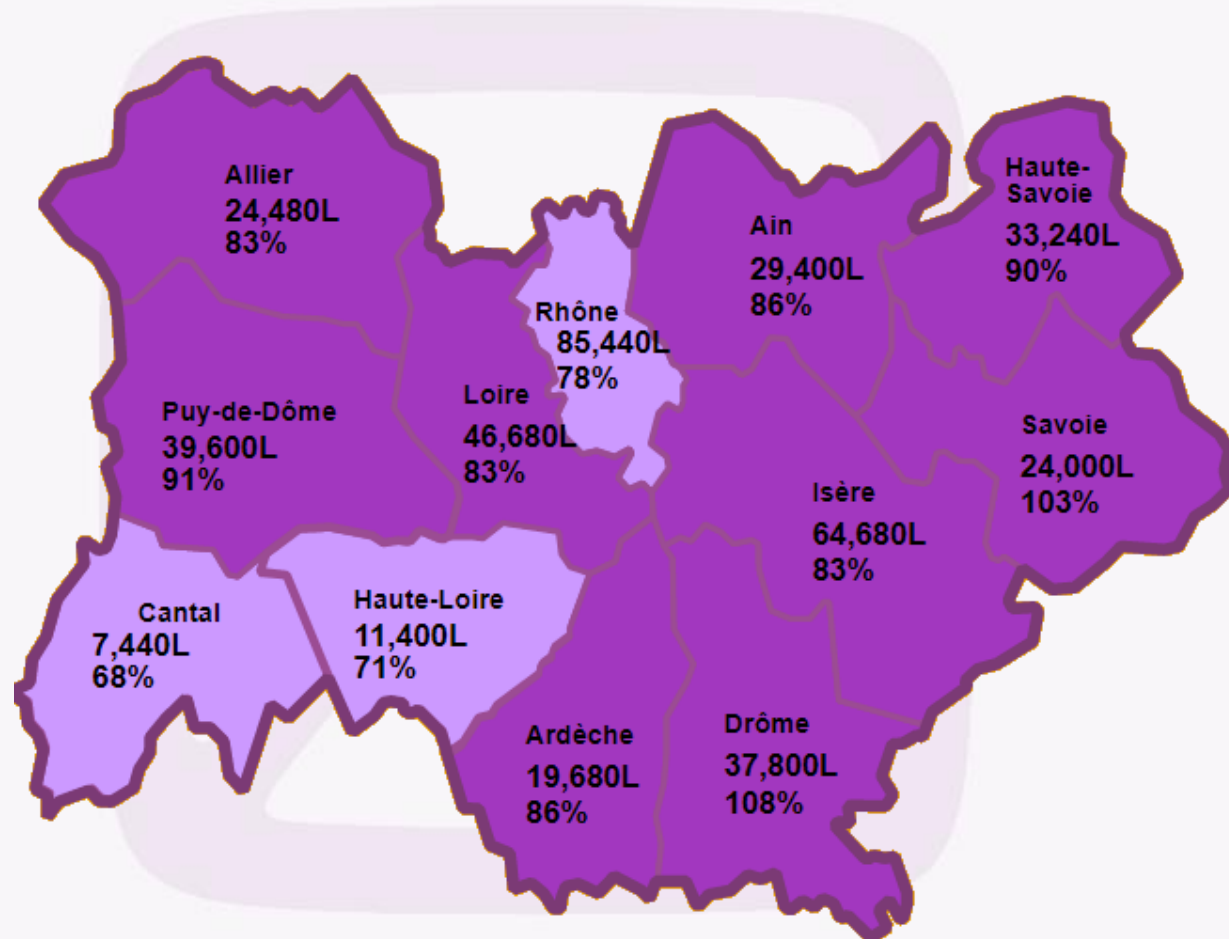 Allier
24,480L
83%
Haute-
Savoie
33,240L
90%
Ain
29,400L
86%
Rhône
85,440L
78%
Puy-de-Dôme
39,600L
91%
Loire
46,680L
83%
Savoie
24,000L
103%
Isère
64,680L
83%
Cantal
7,440L
68%
Haute-Loire
11,400L
71%
Ardèche
19,680L
86%
Drôme
37,800L
108%